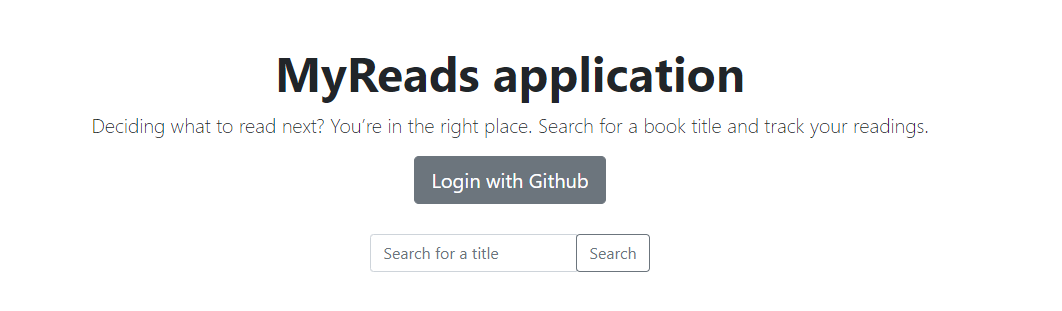 MyReads application
Deciding what to read next? You’re in the right place. Search for a book title and track your readings.
Login with Github
Search for a title Search